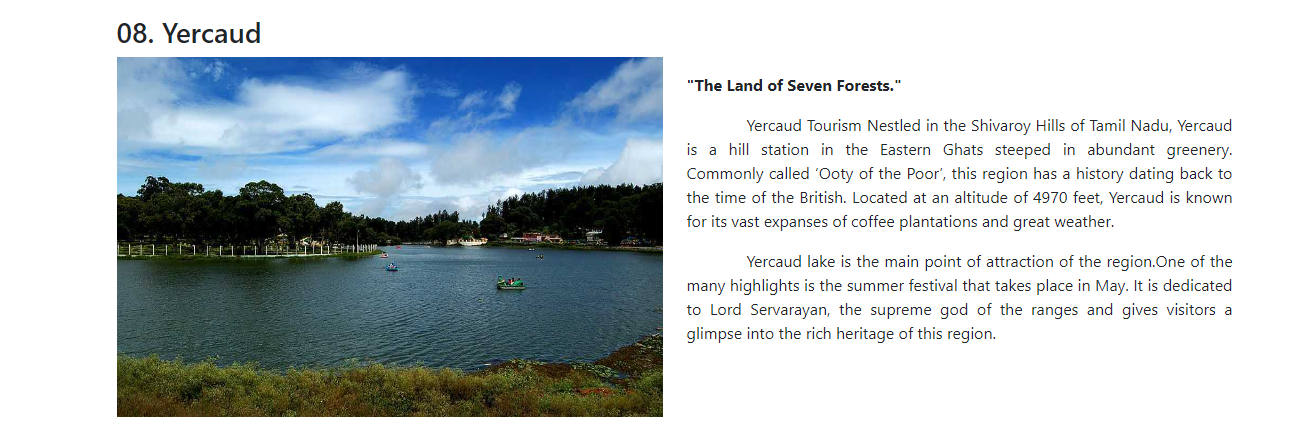 08. Yercaud
"The Land of Seven Forests."
Yercaud Tourism Nestled in the Shivaroy Hills of Tamil Nadu, Yercaud
is a hill station in the Eastern Ghats steeped in abundant greenery.
Commonly called ‘Ooty of the Poor’, this region has a history dating back to
the time of the British. Located at an altitude of 4970 feet, Yercaud is known
for its vast expanses of coffee plantations and great weather.
Yercaud lake is the main point of attraction of the region.One of the
many highlights is the summer festival that takes place in May. It is dedicated
to Lord Servarayan, the supreme god of the ranges and gives visitors a
glimpse into the rich heritage of this region.